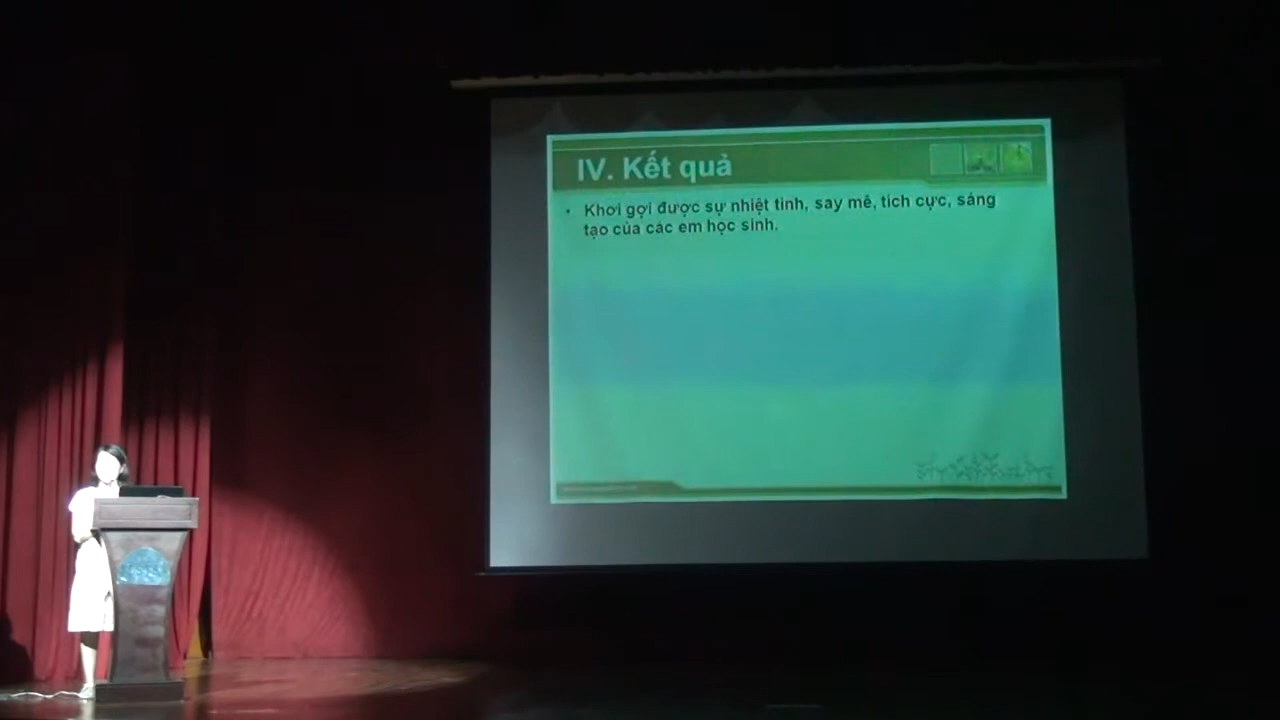 IV. Kết quả
• Khơi gợi được sự nhiệt tình, say mê, tích cực, sáng
tạo của các em học sinh.